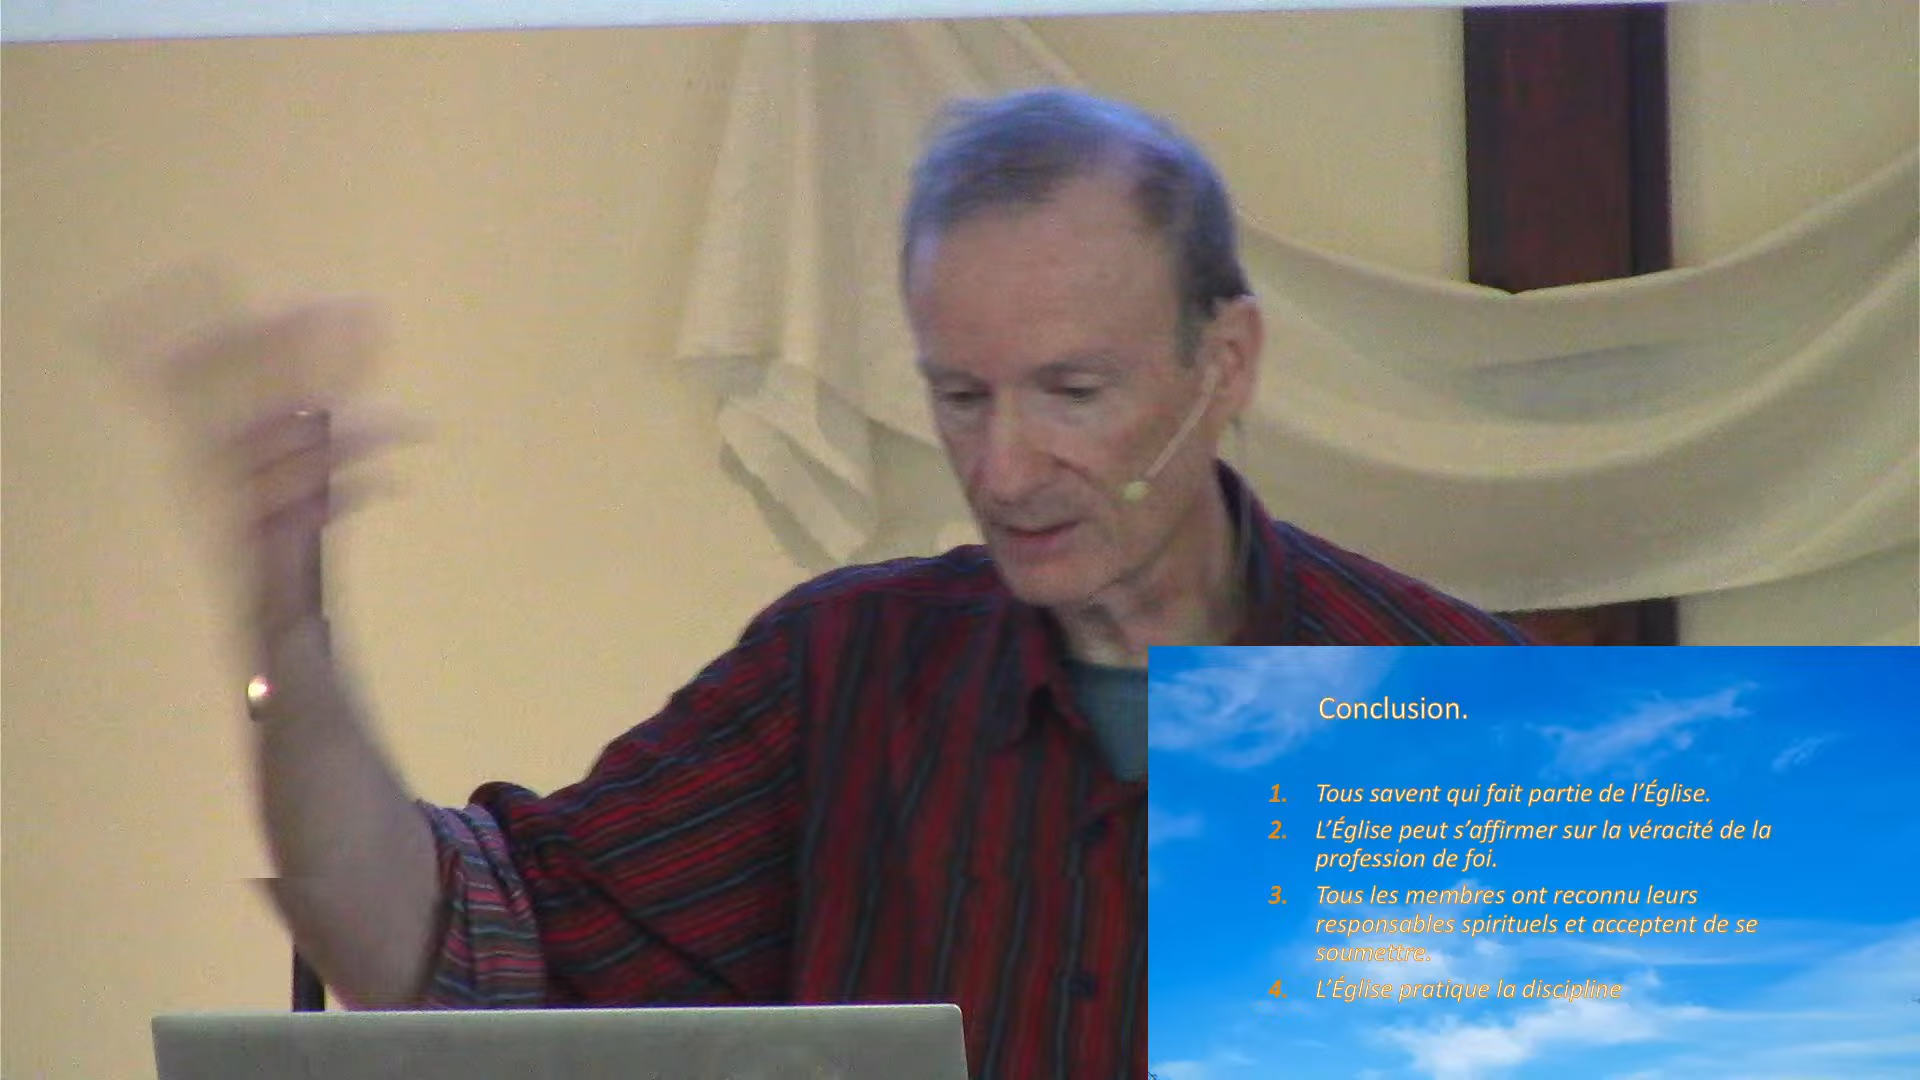 Conclusion.
1. Tous savent qui fait partie de l’Église.
2. L’Église peut s’affirmer sur la véracité de la
profession de foi.
3. Tous les membres ont reconnu leurs
responsables spirituels et acceptent de se
soumettre.
4. L’Église pratique la discipline